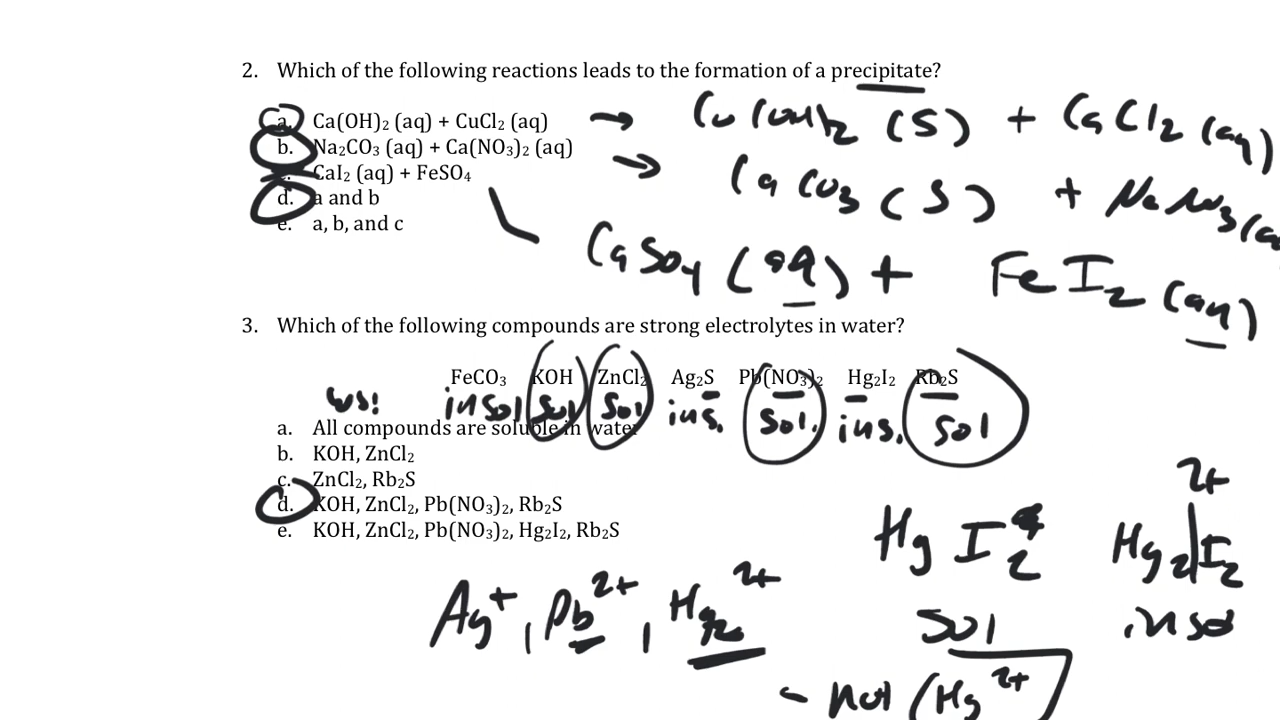 2. Which of the following reactions leads to the formation of a precipitate?
a. Ca(OH)2 (aq) + CuCl2 (aq) → Cu(OH)2 (S) + CaCl2 (aq)
b. Na2CO3 (aq) + Ca(NO3)2 (aq) → CaCO3 (S) + NaNO3 (a
CaI2 (aq) + FeSO4
d. a and b
e. a, b, and c
CaSO4 (aq) + FeI2 (aq)
3. Which of the following compounds are strong electrolytes in water?
FeCO3 KOH ZnCl2 Ag2S Pb(NO3)2 Hg2I2 Rb2S
insol sol sol ins. sol. ins. sol
a. All compounds are soluble in water
b. KOH, ZnCl2
c. ZnCl2, Rb2S
d. KOH, ZnCl2, Pb(NO3)2, Rb2S
e. KOH, ZnCl2, Pb(NO3)2, Hg2I2, Rb2S
HgI2 Hg2I2 2+
Ag+, Pb2+, Hg2 2+
sol insol
- not (Hg 2+